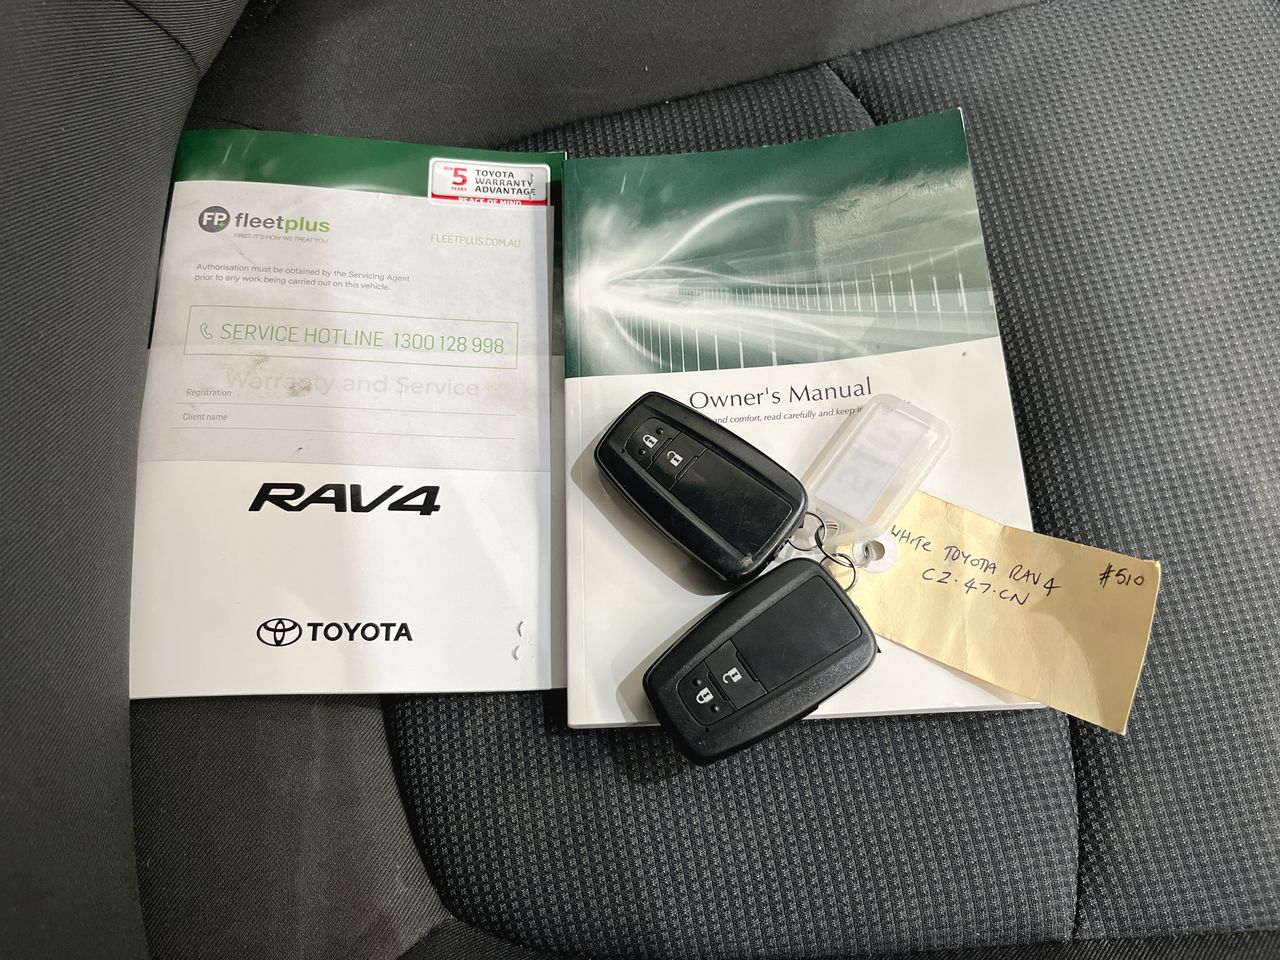 MIN 5 YEARS
TOYOTA
WARRANTY
ADVANTAGE
PEACE OF MIND
FP fleetplus
FIRST, IT'S HOW WE TREAT YOU
FLEETPLUS.COM.AU
Authorisation must be obtained by the Servicing Agent
prior to any work being carried out on this vehicle.
SERVICE HOTLINE 1300 128 998
Warranty and Service
Registration
Client name
RAV4
TOYOTA
Owner's Manual
and comfort, read carefully and keep
WHITE TOYOTA RAV4
CZ·47·CN
#510